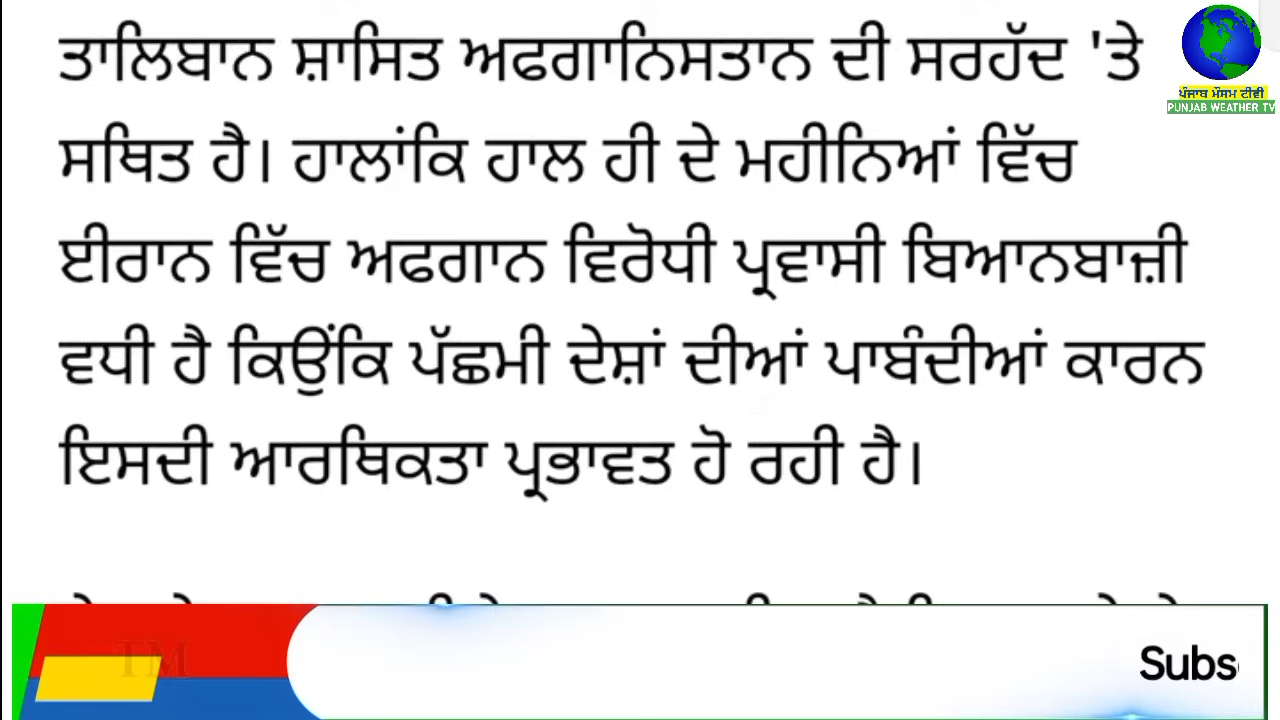 ਤਾਲਿਬਾਨ ਸ਼ਾਸਿਤ ਅਫਗਾਨਿਸਤਾਨ ਦੀ ਸਰਹੱਦ 'ਤੇ
ਸਥਿਤ ਹੈ। ਹਾਲਾਂਕਿ ਹਾਲ ਹੀ ਦੇ ਮਹੀਨਿਆਂ ਵਿੱਚ
ਈਰਾਨ ਵਿੱਚ ਅਫਗਾਨ ਵਿਰੋਧੀ ਪ੍ਰਵਾਸੀ ਬਿਆਨਬਾਜ਼ੀ
ਵਧੀ ਹੈ ਕਿਉਂਕਿ ਪੱਛਮੀ ਦੇਸ਼ਾਂ ਦੀਆਂ ਪਾਬੰਦੀਆਂ ਕਾਰਨ
ਇਸਦੀ ਆਰਥਿਕਤਾ ਪ੍ਰਭਾਵਤ ਹੋ ਰਹੀ ਹੈ।
ਪੰਜਾਬ ਮੌਸਮ ਟੀਵੀ
PUNJAB WEATHER TV
TM
Subs